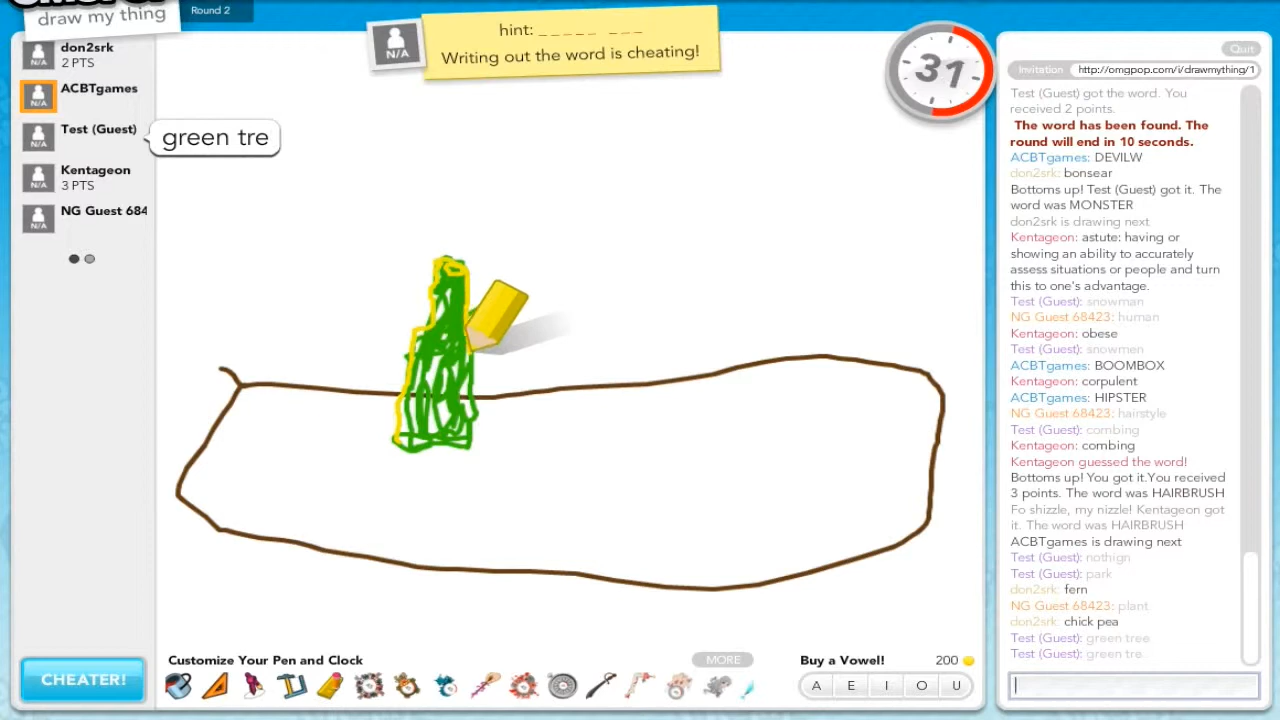 draw my thing
Round 2
don2srk
2 PTS
ACBTgames
Test (Guest)
green tre
Kentageon
3 PTS
NG Guest 684
N/A
N/A
N/A
N/A
N/A
N/A
hint: _ _ _ _ _ _ _ _
Writing out the word is cheating!
31
Quit
Invitation http://omgpop.com/i/drawmything/1
Test (Guest) got the word. You
received 2 points.
The word has been found. The
round will end in 10 seconds.
ACBTgames: DEVILW
don2srk: bonsear
Bottoms up! Test (Guest) got it. The
word was MONSTER
don2srk is drawing next
Kentageon: astute: having or
showing an ability to accurately
assess situations or people and turn
this to one's advantage.
Test (Guest): snowman
NG Guest 68423: human
Kentageon: obese
Test (Guest): snowmen
ACBTgames: BOOMBOX
Kentageon: corpulent
ACBTgames: HIPSTER
NG Guest 68423: hairstyle
Test (Guest): combing
Kentageon: combing
Kentageon guessed the word!
Bottoms up! You got it.You received
3 points. The word was HAIRBRUSH
Fo shizzle, my nizzle! Kentageon got
it. The word was HAIRBRUSH
ACBTgames is drawing next
Test (Guest): nothign
Test (Guest): park
don2srk: fern
NG Guest 68423: plant
don2srk: chick pea
Test (Guest): green tree
Test (Guest): green tre
CHEATER!
Customize Your Pen and Clock
MORE
Buy a Vowel!
200
A E I O U